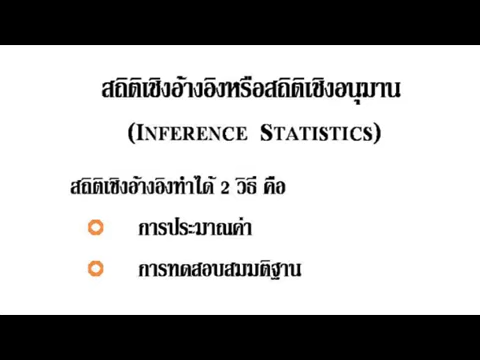 สถิติเชิงอ้างอิงหรือสถิติเชิงอนุมาน
(INFERENCE STATISTICS)
สถิติเชิงอ้างอิงทำได้ 2 วิธี คือ
การประมาณค่า
การทดสอบสมมติฐาน